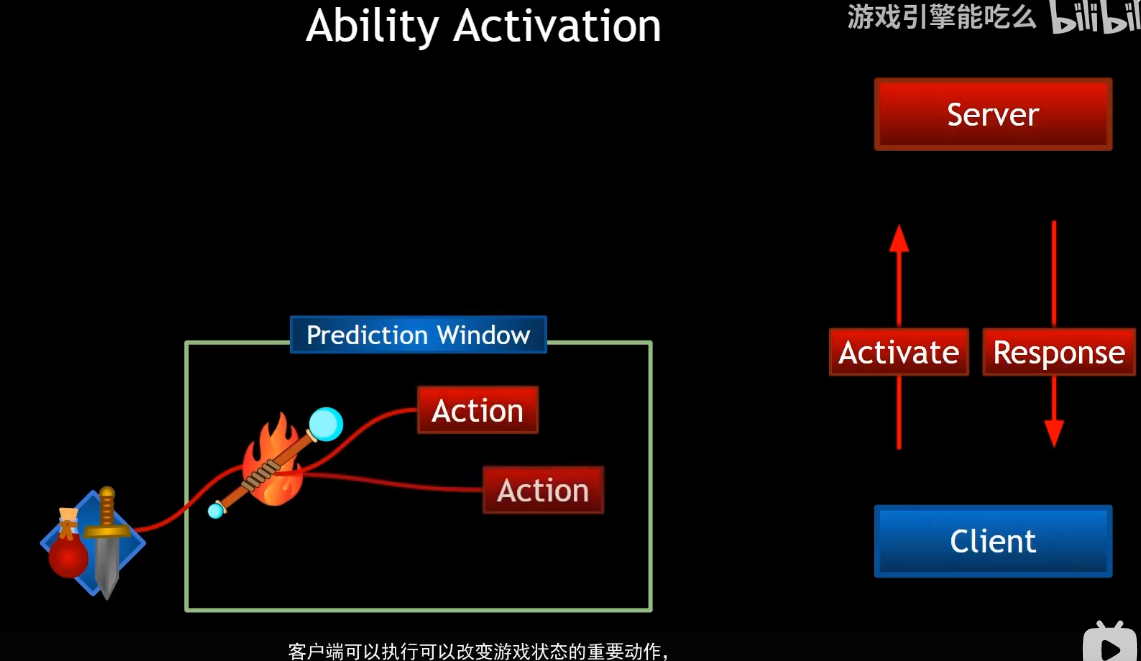 Ability Activation
游戏引擎能吃么 bilibili
Server
Prediction Window
Activate
Response
Action
Action
Client
客户端可以执行可以改变游戏状态的重要动作,